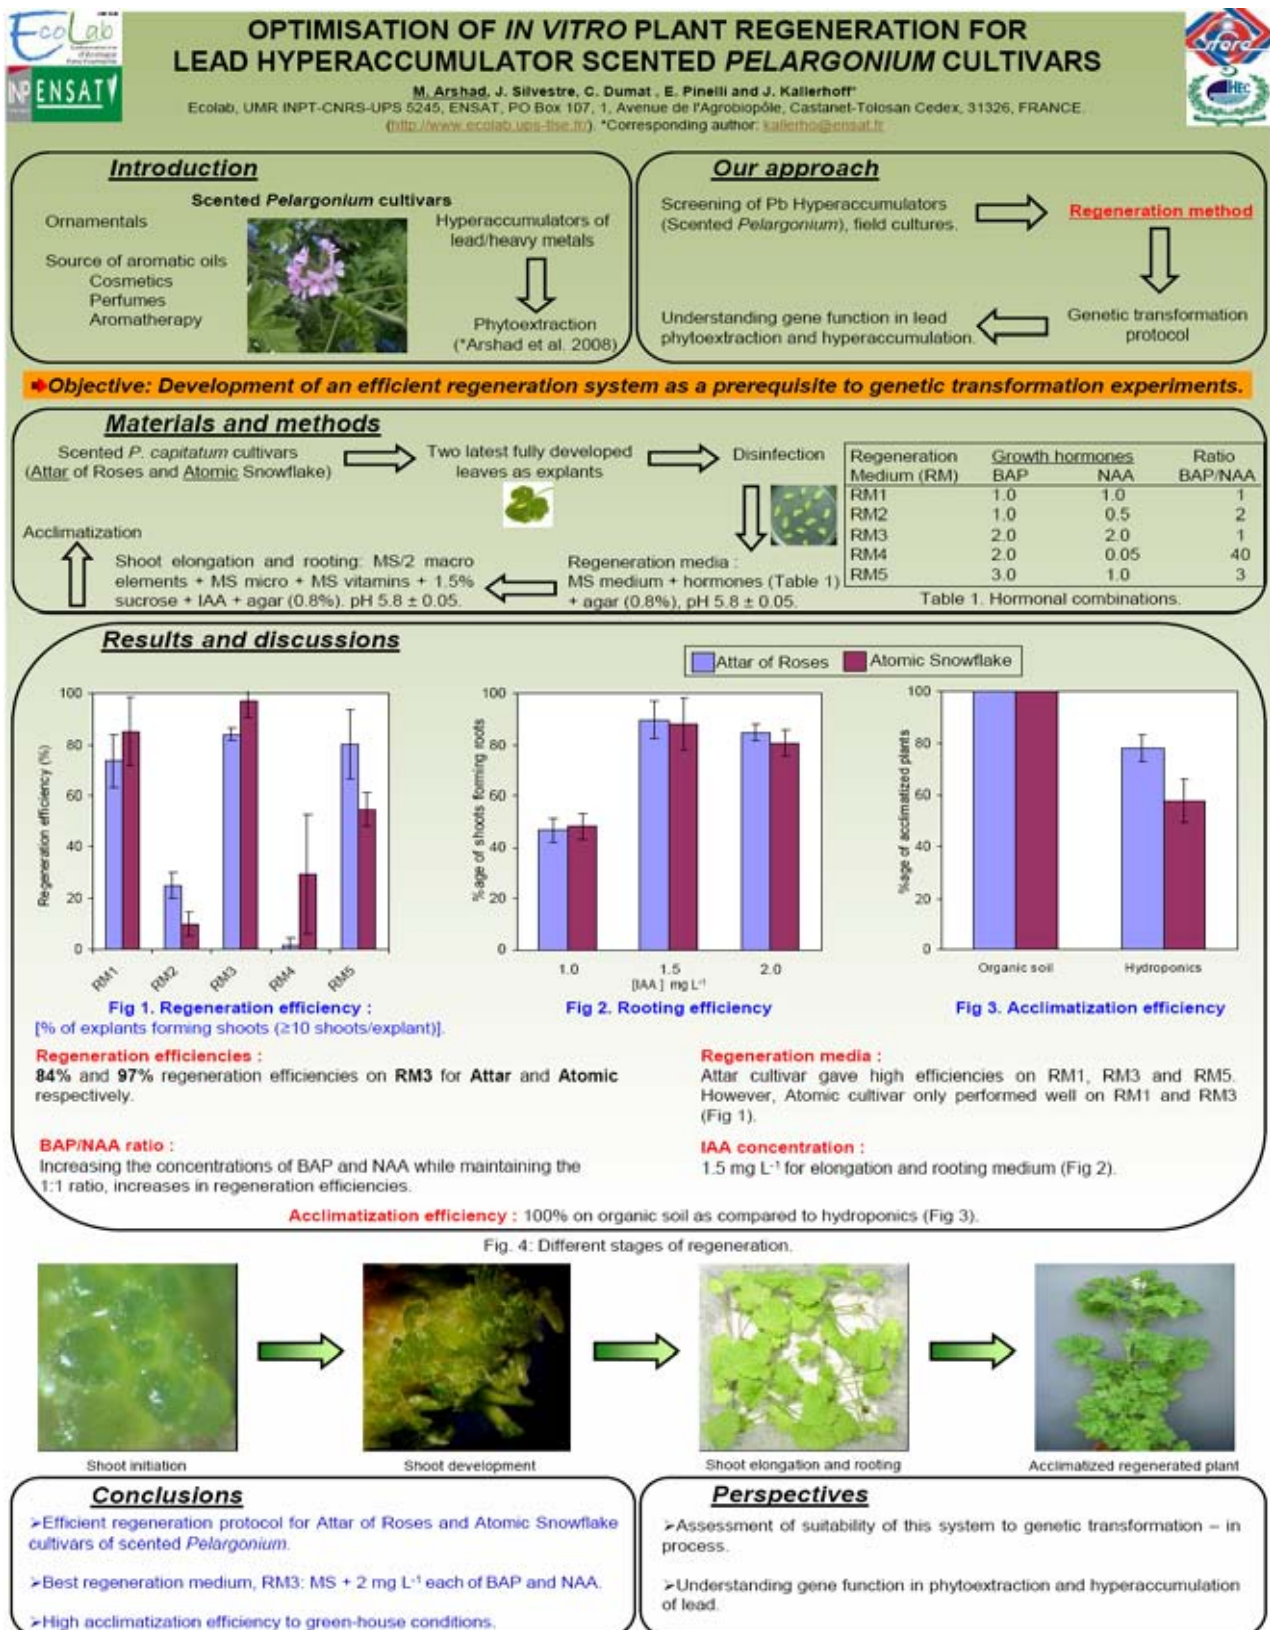 EcoLab
Laboratoire
d'écologie
fonctionnelle
INP ENSAT
OPTIMISATION OF IN VITRO PLANT REGENERATION FOR
LEAD HYPERACCUMULATOR SCENTED PELARGONIUM CULTIVARS
M. Arshad, J. Silvestre, C. Dumat , E. Pinelli and J. Kallerhoff*
Ecolab, UMR INPT-CNRS-UPS 5245, ENSAT, PO Box 107, 1, Avenue de l'Agrobiopôle, Castanet-Tolosan Cedex, 31326, FRANCE.
(http://www.ecolab.ups-tlse.fr/). *Corresponding author: kallerho@ensat.fr
HEC
Introduction
Scented Pelargonium cultivars
Ornamentals
Source of aromatic oils
Cosmetics
Perfumes
Aromatherapy
Hyperaccumulators of
lead/heavy metals
Phytoextraction
(*Arshad et al. 2008)
Our approach
Screening of Pb Hyperaccumulators
(Scented Pelargonium), field cultures.
Regeneration method
Genetic transformation
protocol
Understanding gene function in lead
phytoextraction and hyperaccumulation.
Objective: Development of an efficient regeneration system as a prerequisite to genetic transformation experiments.
Materials and methods
Scented P. capitatum cultivars
(Attar of Roses and Atomic Snowflake)
Two latest fully developed
leaves as explants
Disinfection
Regeneration media :
MS medium + hormones (Table 1)
+ agar (0.8%), pH 5.8 ± 0.05.
Shoot elongation and rooting: MS/2 macro
elements + MS micro + MS vitamins + 1.5%
sucrose + IAA + agar (0.8%). pH 5.8 ± 0.05.
Acclimatization
Regeneration Growth hormones Ratio
Medium (RM) BAP NAA BAP/NAA
RM1 1.0 1.0 1
RM2 1.0 0.5 2
RM3 2.0 2.0 1
RM4 2.0 0.05 40
RM5 3.0 1.0 3
Table 1. Hormonal combinations.
Results and discussions
Attar of Roses Atomic Snowflake
Regeneration efficiency (%)
100
80
60
40
20
0
RM1 RM2 RM3 RM4 RM5
Fig 1. Regeneration efficiency :
[% of explants forming shoots (≥10 shoots/explant)].
%age of shoots forming roots
100
80
60
40
20
0
1.0 1.5 2.0
[IAA ] mg L-1
Fig 2. Rooting efficiency
%age of acclimatized plants
100
80
60
40
20
0
Organic soil Hydroponics
Fig 3. Acclimatization efficiency
Regeneration efficiencies :
84% and 97% regeneration efficiencies on RM3 for Attar and Atomic
respectively.
Regeneration media :
Attar cultivar gave high efficiencies on RM1, RM3 and RM5.
However, Atomic cultivar only performed well on RM1 and RM3
(Fig 1).
BAP/NAA ratio :
Increasing the concentrations of BAP and NAA while maintaining the
1:1 ratio, increases in regeneration efficiencies.
IAA concentration :
1.5 mg L-1 for elongation and rooting medium (Fig 2).
Acclimatization efficiency : 100% on organic soil as compared to hydroponics (Fig 3).
Fig. 4: Different stages of regeneration.
Shoot initiation
Shoot development
Shoot elongation and rooting
Acclimatized regenerated plant
Conclusions
➢Efficient regeneration protocol for Attar of Roses and Atomic Snowflake
cultivars of scented Pelargonium.
➢Best regeneration medium, RM3: MS + 2 mg L-1 each of BAP and NAA.
➢High acclimatization efficiency to green-house conditions.
Perspectives
➢Assessment of suitability of this system to genetic transformation – in
process.
➢Understanding gene function in phytoextraction and hyperaccumulation
of lead.